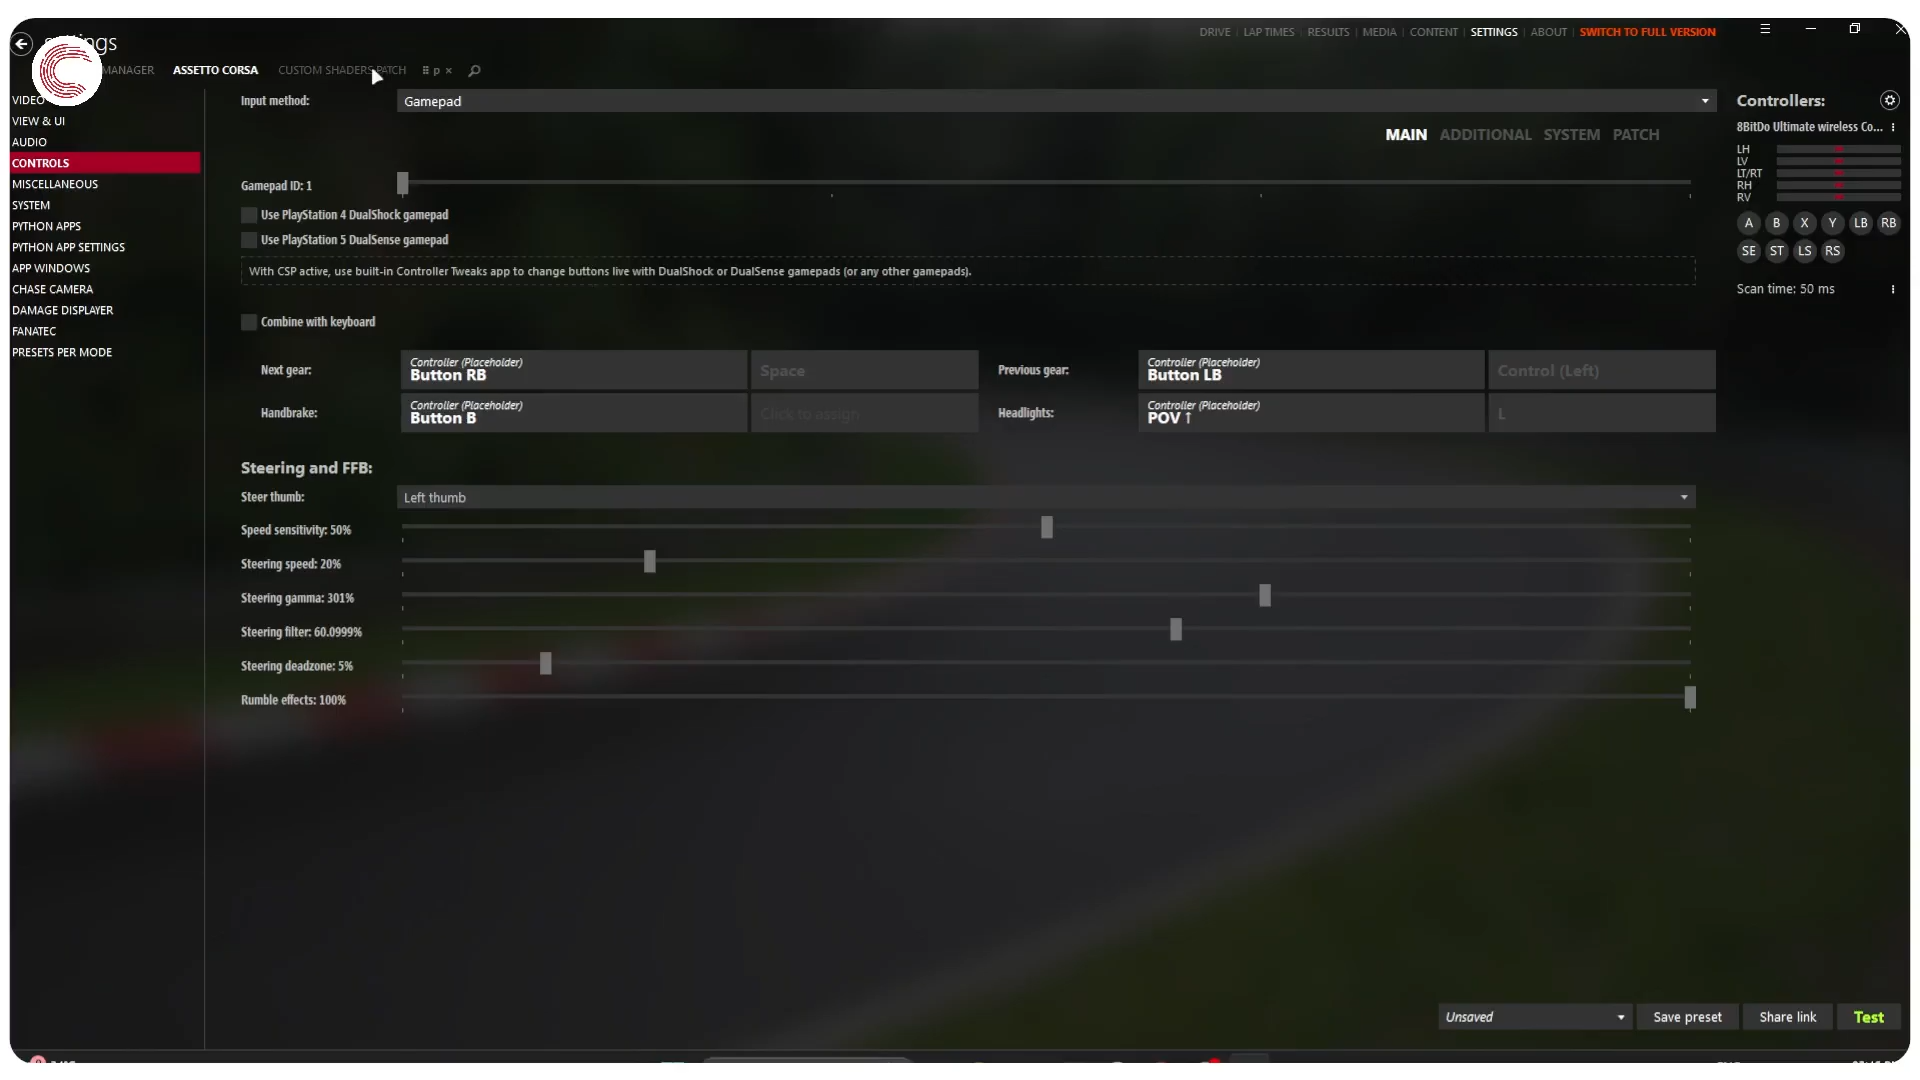 DRIVE | LAP TIMES | RESULTS | MEDIA | CONTENT | SETTINGS | ABOUT | SWITCH TO FULL VERSION
MANAGER ASSETTO CORSA CUSTOM SHADERS PATCH p ×
VIDEO
VIEW & UI
AUDIO
CONTROLS
MISCELLANEOUS
SYSTEM
PYTHON APPS
PYTHON APP SETTINGS
APP WINDOWS
CHASE CAMERA
DAMAGE DISPLAYER
FANATEC
PRESETS PER MODE
Input method: Gamepad
MAIN ADDITIONAL SYSTEM PATCH
Gamepad ID: 1
Use PlayStation 4 DualShock gamepad
Use PlayStation 5 DualSense gamepad
With CSP active, use built-in Controller Tweaks app to change buttons live with DualShock or DualSense gamepads (or any other gamepads).
Combine with keyboard
Next gear: Controller (Placeholder) Button RB Space Previous gear: Controller (Placeholder) Button LB Control (Left)
Handbrake: Controller (Placeholder) Button B Click to assign Headlights: Controller (Placeholder) POV ↑ L
Steering and FFB:
Steer thumb: Left thumb
Speed sensitivity: 50%
Steering speed: 20%
Steering gamma: 301%
Steering filter: 60.0999%
Steering deadzone: 5%
Rumble effects: 100%
Controllers:
8BitDo Ultimate wireless Co...
LH
LV
LT/RT
RH
RV
A B X Y LB RB
SE ST LS RS
Scan time: 50 ms
Unsaved Save preset Share link Test